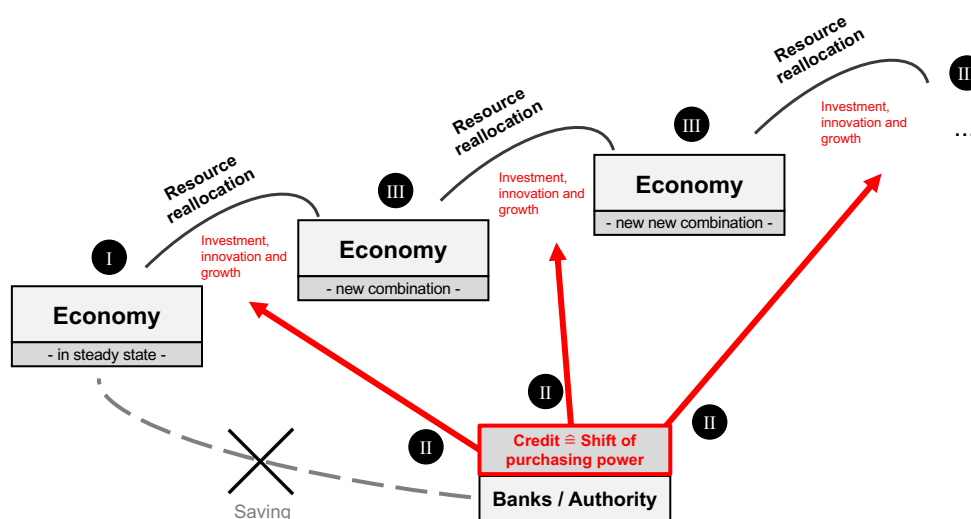 Resource
reallocation
III
Investment,
innovation and
growth
...
Resource
reallocation
III
Economy
- new new combination -
Investment,
innovation and
growth
Resource
reallocation
III
Economy
- new combination -
Investment,
innovation and
growth
I
Economy
- in steady state -
II
II
II
Credit ≙ Shift of
purchasing power
Banks / Authority
Saving